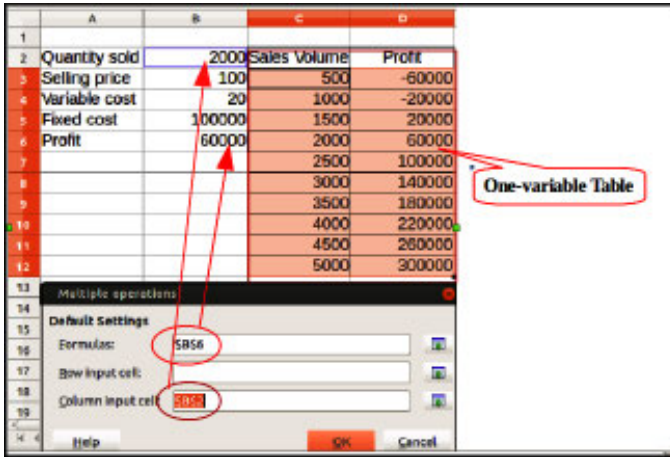 A B C D
1
2 Quantity sold 2000 Sales Volume Profit
3 Selling price 100 500 -60000
4 Variable cost 20 1000 -20000
5 Fixed cost 100000 1500 20000
6 Profit 60000 2000 60000
7 2500 100000
8 3000 140000
9 3500 180000
10 4000 220000
11 4500 260000
12 5000 300000
One-variable Table
13
Multiple operations
14
Default Settings
15
Formulas: $B$6
16
17 Row input cell:
18
Column input cell
19
Help OK Cancel